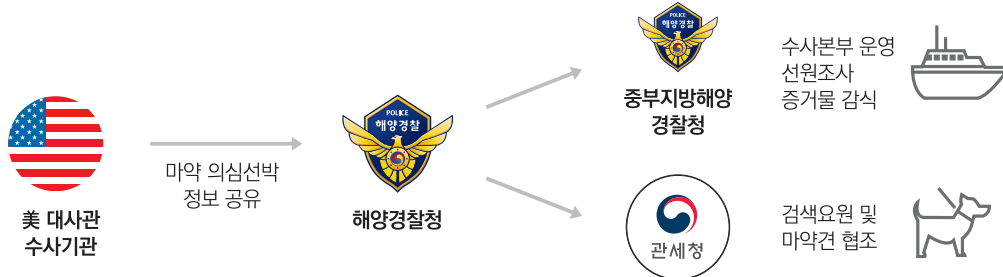 美 대사관
수사기관
마약 의심선박
정보 공유
POLICE
해양경찰
해양경찰청
POLICE
해양경찰
중부지방해양
경찰청
수사본부 운영
선원조사
증거물 감식
관세청
검색요원 및
마약견 협조